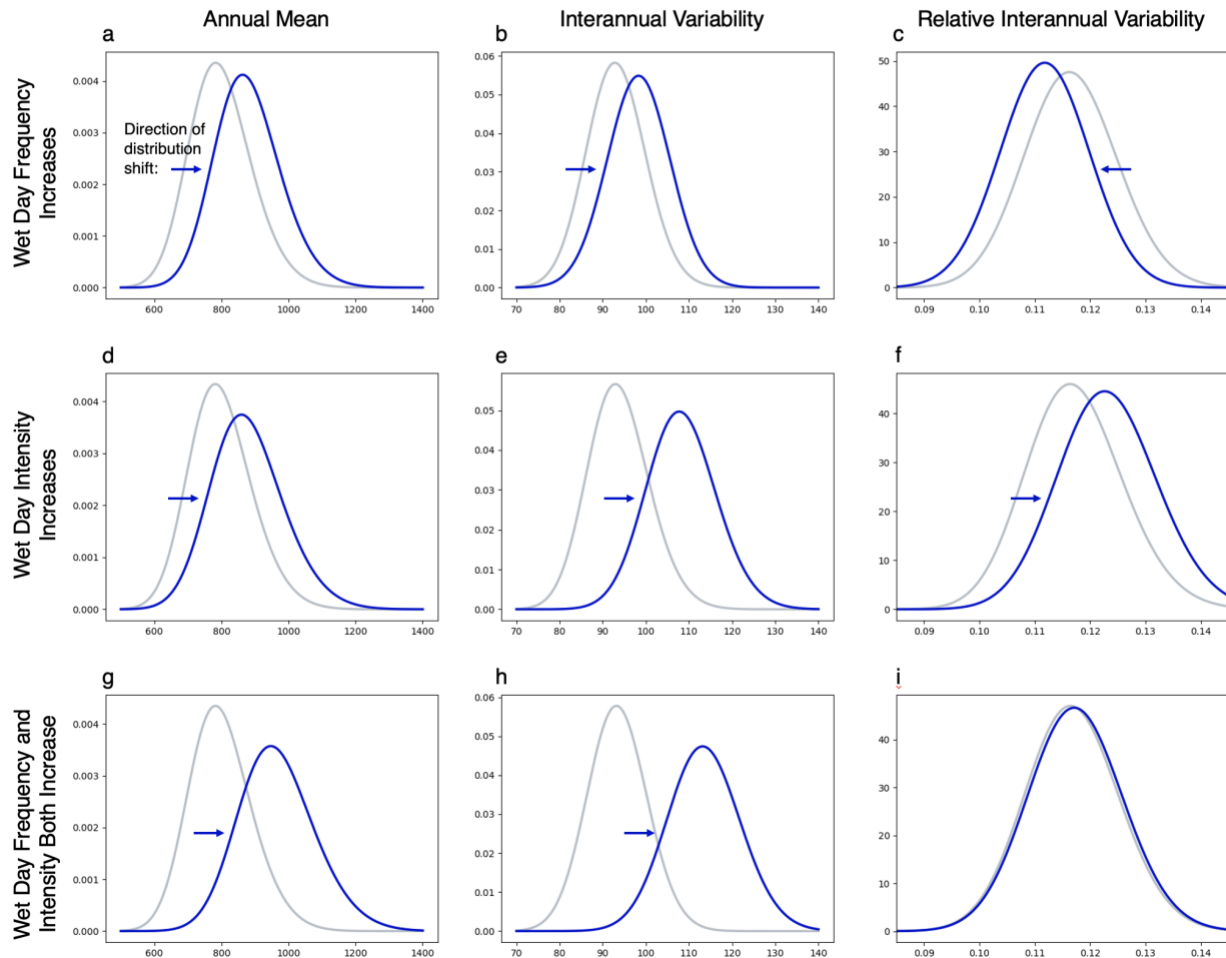 Annual Mean
Interannual Variability
Relative Interannual Variability
Wet Day Frequency
Increases
a
0.004
0.003
0.002
0.001
0.000
Direction of
distribution
shift:
600 800 1000 1200 1400
b
0.06
0.05
0.04
0.03
0.02
0.01
0.00
70 80 90 100 110 120 130 140
c
50
40
30
20
10
0
0.09 0.10 0.11 0.12 0.13 0.14
Wet Day Intensity
Increases
d
0.004
0.003
0.002
0.001
0.000
600 800 1000 1200 1400
e
0.05
0.04
0.03
0.02
0.01
0.00
70 80 90 100 110 120 130 140
f
40
30
20
10
0
0.09 0.10 0.11 0.12 0.13 0.14
Wet Day Frequency and
Intensity Both Increase
g
0.004
0.003
0.002
0.001
0.000
600 800 1000 1200 1400
h
0.06
0.05
0.04
0.03
0.02
0.01
0.00
70 80 90 100 110 120 130 140
i
40
30
20
10
0
0.09 0.10 0.11 0.12 0.13 0.14